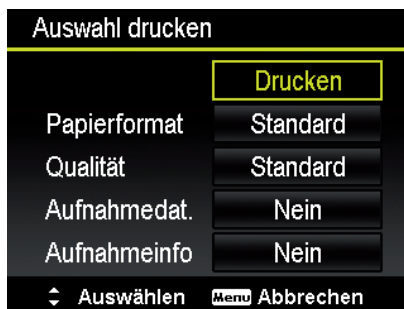 Auswahl drucken
Drucken
Papierformat Standard
Qualität Standard
Aufnahmedat. Nein
Aufnahmeinfo Nein
Auswählen Menu Abbrechen